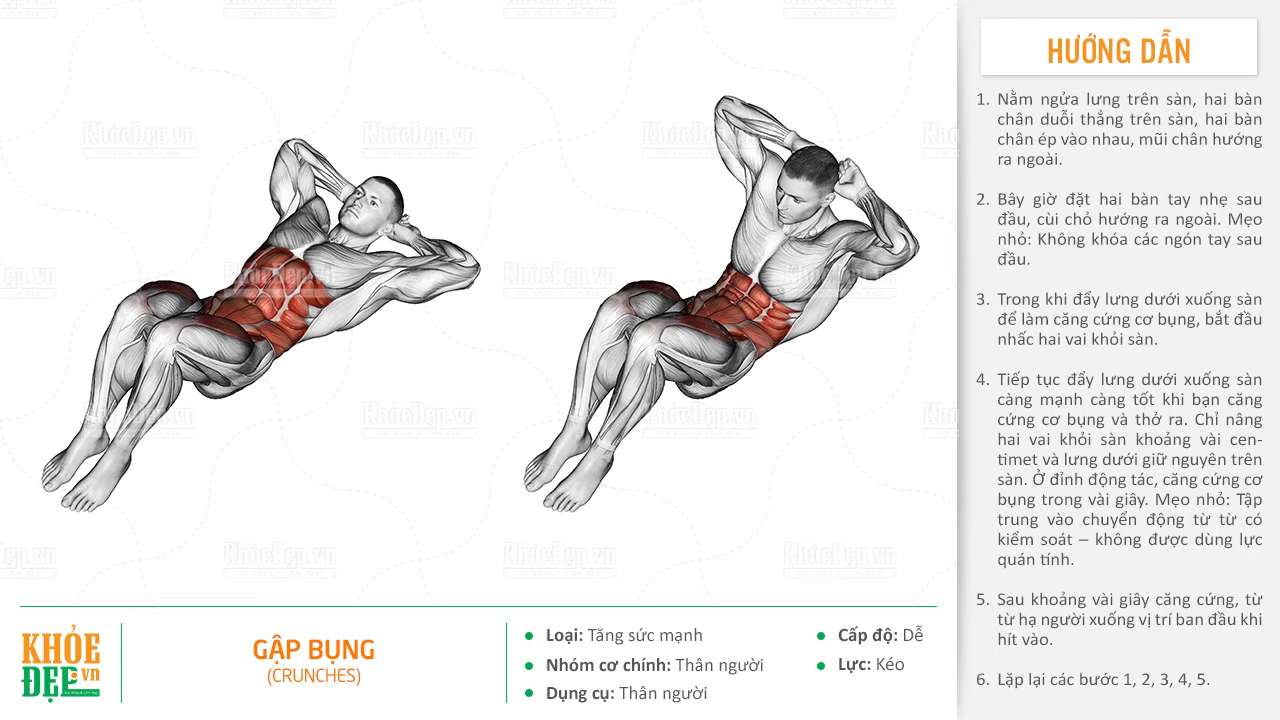 HƯỚNG DẪN
1. Nằm ngửa lưng trên sàn, hai bàn
chân duỗi thẳng trên sàn, hai bàn
chân ép vào nhau, mũi chân hướng
ra ngoài.
2. Bây giờ đặt hai bàn tay nhẹ sau
đầu, cùi chỏ hướng ra ngoài. Mẹo
nhỏ: Không khóa các ngón tay sau
đầu.
3. Trong khi đẩy lưng dưới xuống sàn
để làm căng cứng cơ bụng, bắt đầu
nhấc hai vai khỏi sàn.
4. Tiếp tục đẩy lưng dưới xuống sàn
càng mạnh càng tốt khi bạn căng
cứng cơ bụng và thở ra. Chỉ nâng
hai vai khỏi sàn khoảng vài cen-
timet và lưng dưới giữ nguyên trên
sàn. Ở đỉnh động tác, căng cứng cơ
bụng trong vài giây. Mẹo nhỏ: Tập
trung vào chuyển động từ từ có
kiểm soát – không được dùng lực
quán tính.
5. Sau khoảng vài giây căng cứng, từ
từ hạ người xuống vị trí ban đầu khi
hít vào.
6. Lặp lại các bước 1, 2, 3, 4, 5.
KHỎE
ĐẸP.vn
GẬP BỤNG
(CRUNCHES)
Loại: Tăng sức mạnh
Nhóm cơ chính: Thân người
Dụng cụ: Thân người
Cấp độ: Dễ
Lực: Kéo
KhỏeĐẹp.vn